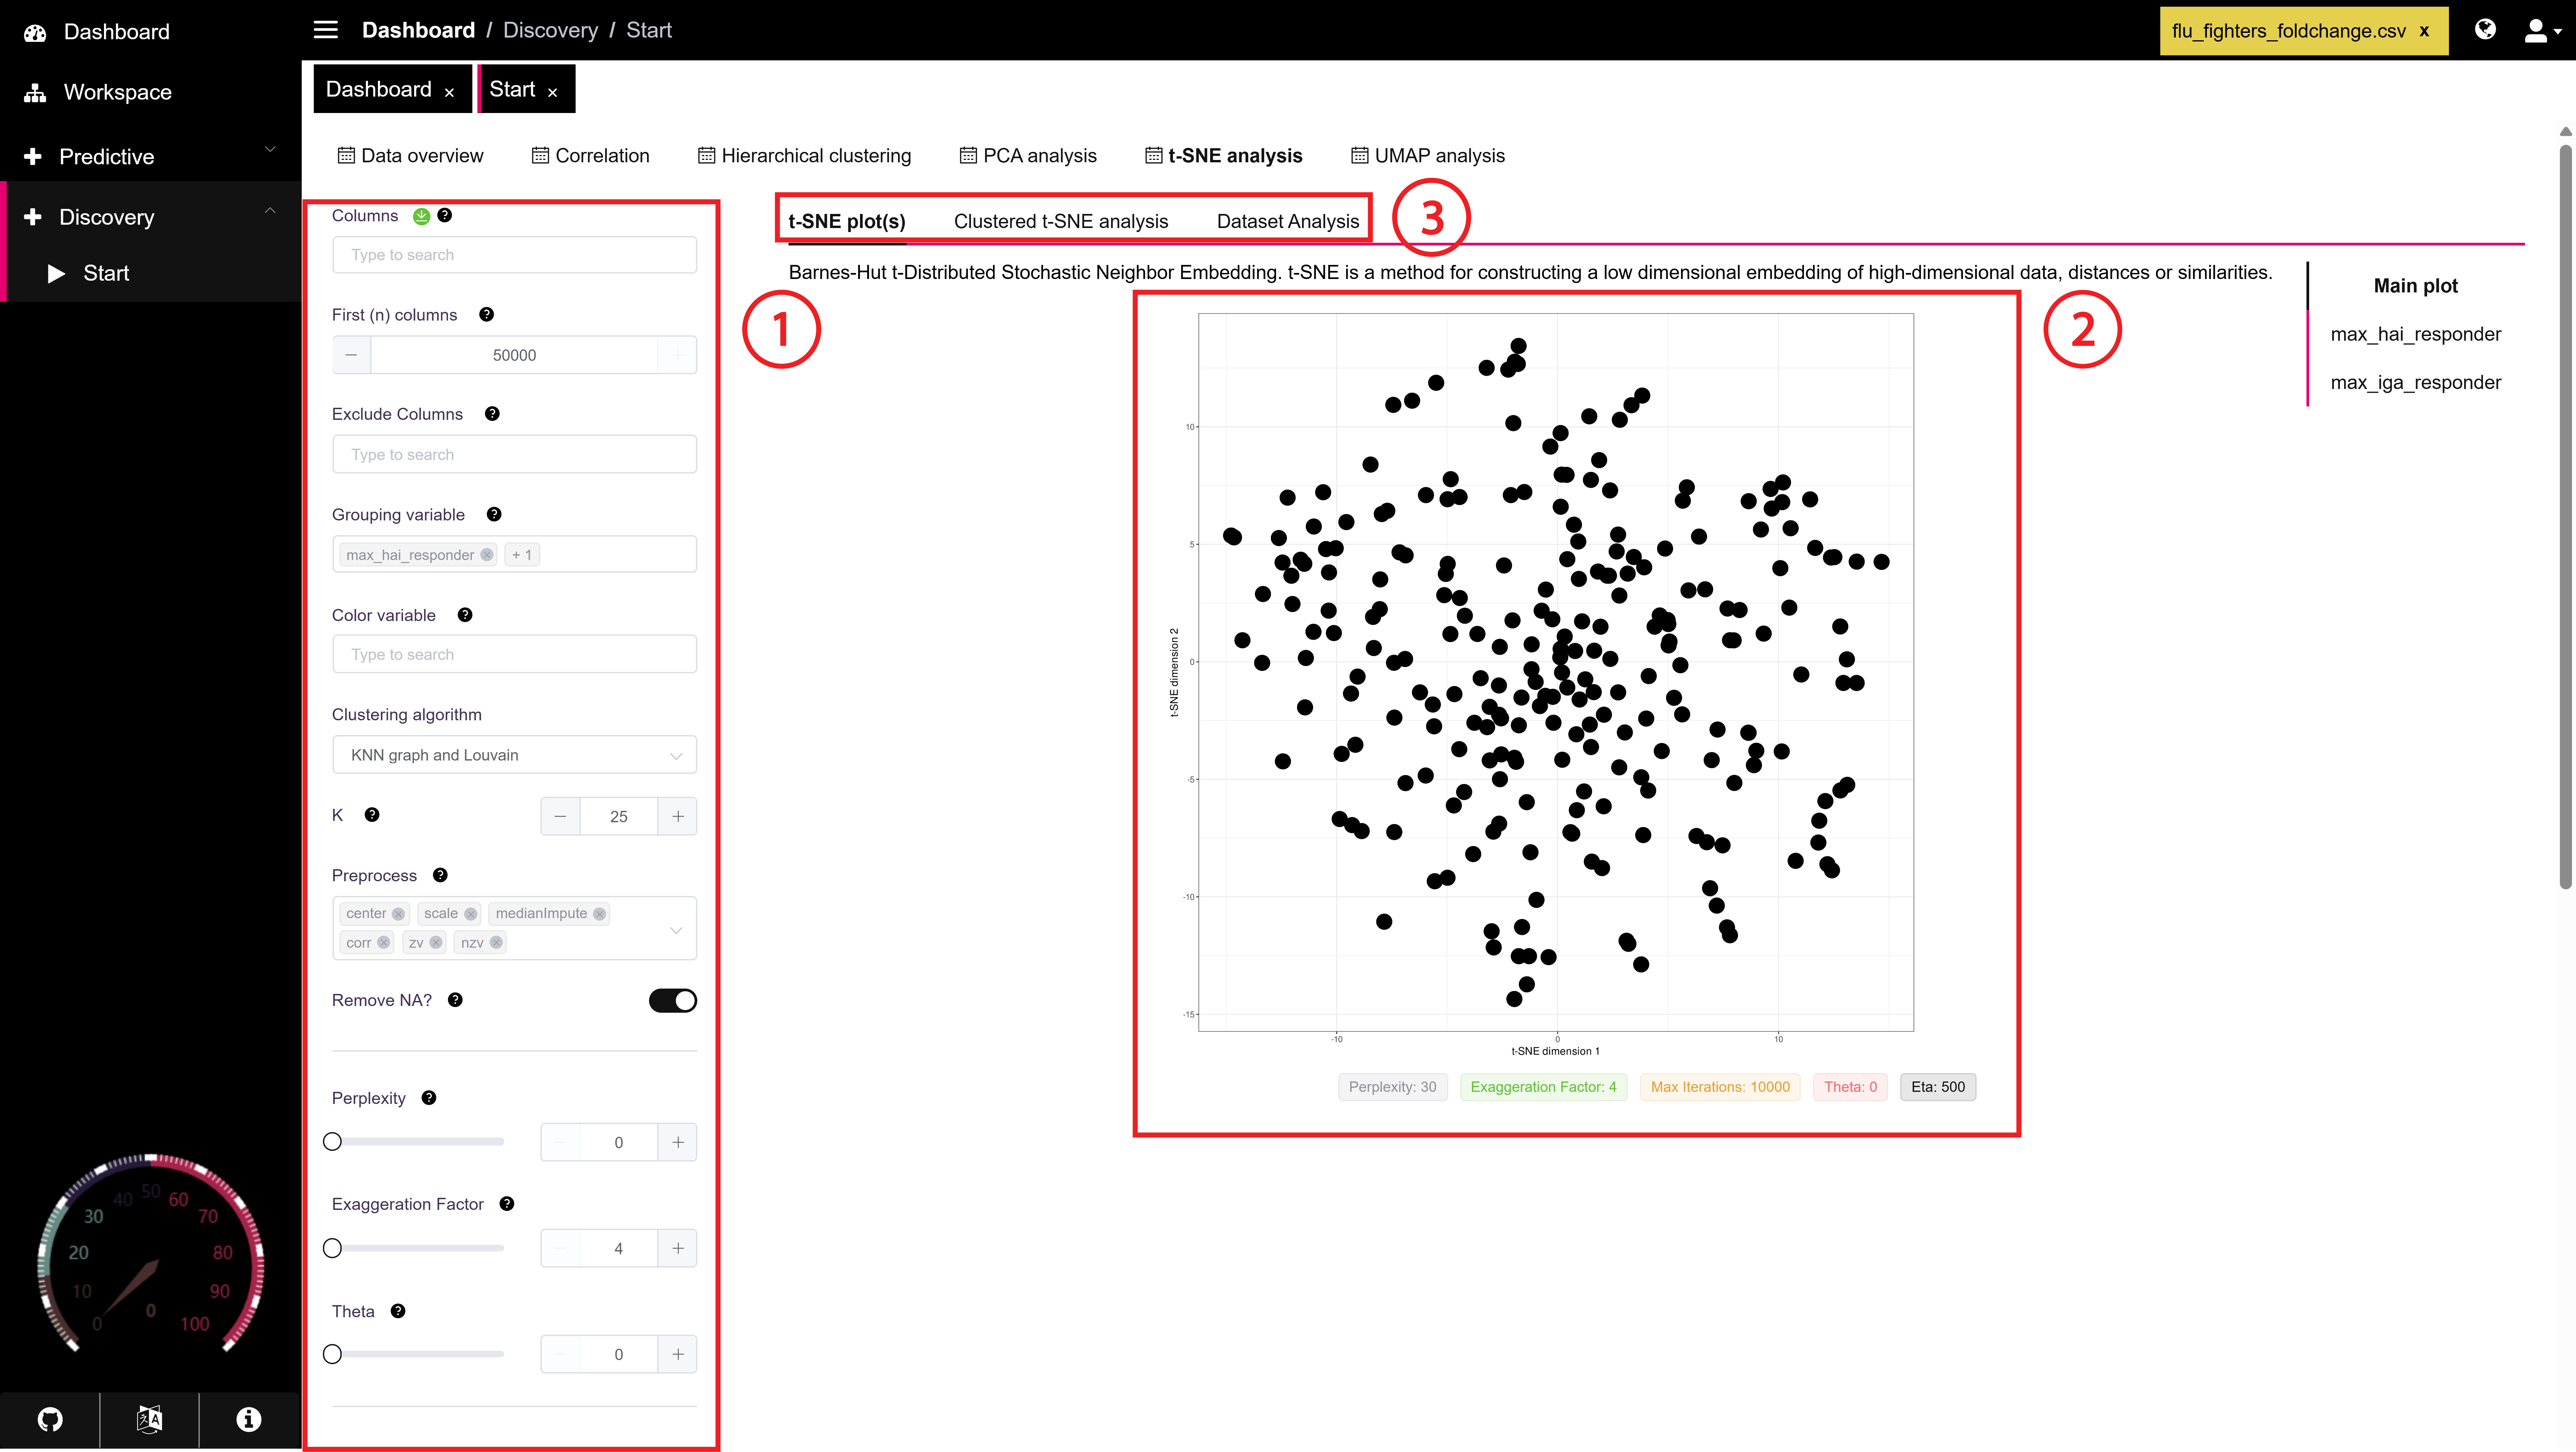 Dashboard
Workspace
Predictive
Discovery
Start
0
10
20
30
40
50
60
70
80
90
100
0
Dashboard / Discovery / Start
flu_fighters_foldchange.csv x
Dashboard x
Start x
Data overview
Correlation
Hierarchical clustering
PCA analysis
t-SNE analysis
UMAP analysis
Columns ?
Type to search
First (n) columns ?
50000
Exclude Columns ?
Type to search
Grouping variable ?
max_hai_responder + 1
Color variable ?
Type to search
Clustering algorithm
KNN graph and Louvain
K ? 25
Preprocess ?
center scale medianImpute
corr zv nzv
Remove NA? ?
Perplexity ?
0
Exaggeration Factor ?
4
Theta ?
0
1
t-SNE plot(s) Clustered t-SNE analysis Dataset Analysis
3
Barnes-Hut t-Distributed Stochastic Neighbor Embedding. t-SNE is a method for constructing a low dimensional embedding of high-dimensional data, distances or similarities.
2
Main plot
max_hai_responder
max_iga_responder
t-SNE dimension 2
10
5
0
-5
-10
-15
-10 0 10
t-SNE dimension 1
Perplexity: 30 Exaggeration Factor: 4 Max Iterations: 10000 Theta: 0 Eta: 500